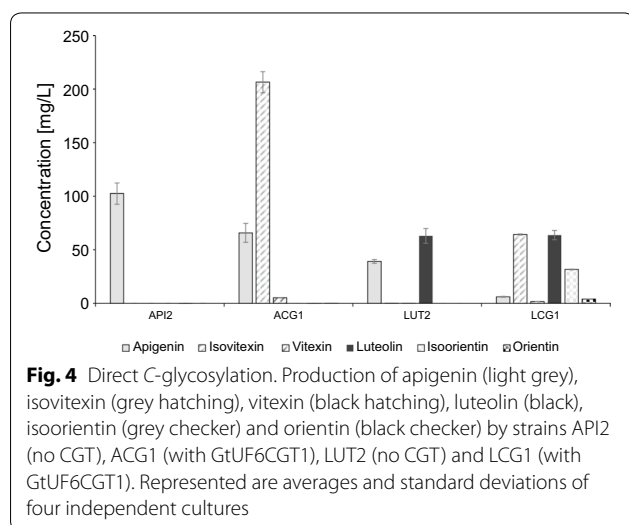 250
200
150
100
50
0
Concentration [mg/L]
API2 ACG1 LUT2 LCG1
Apigenin Isovitexin Vitexin Luteolin Isoorientin Orientin
Fig. 4 Direct C-glycosylation. Production of apigenin (light grey),
isovitexin (grey hatching), vitexin (black hatching), luteolin (black),
isoorientin (grey checker) and orientin (black checker) by strains API2
(no CGT), ACG1 (with GtUF6CGT1), LUT2 (no CGT) and LCG1 (with
GtUF6CGT1). Represented are averages and standard deviations of
four independent cultures